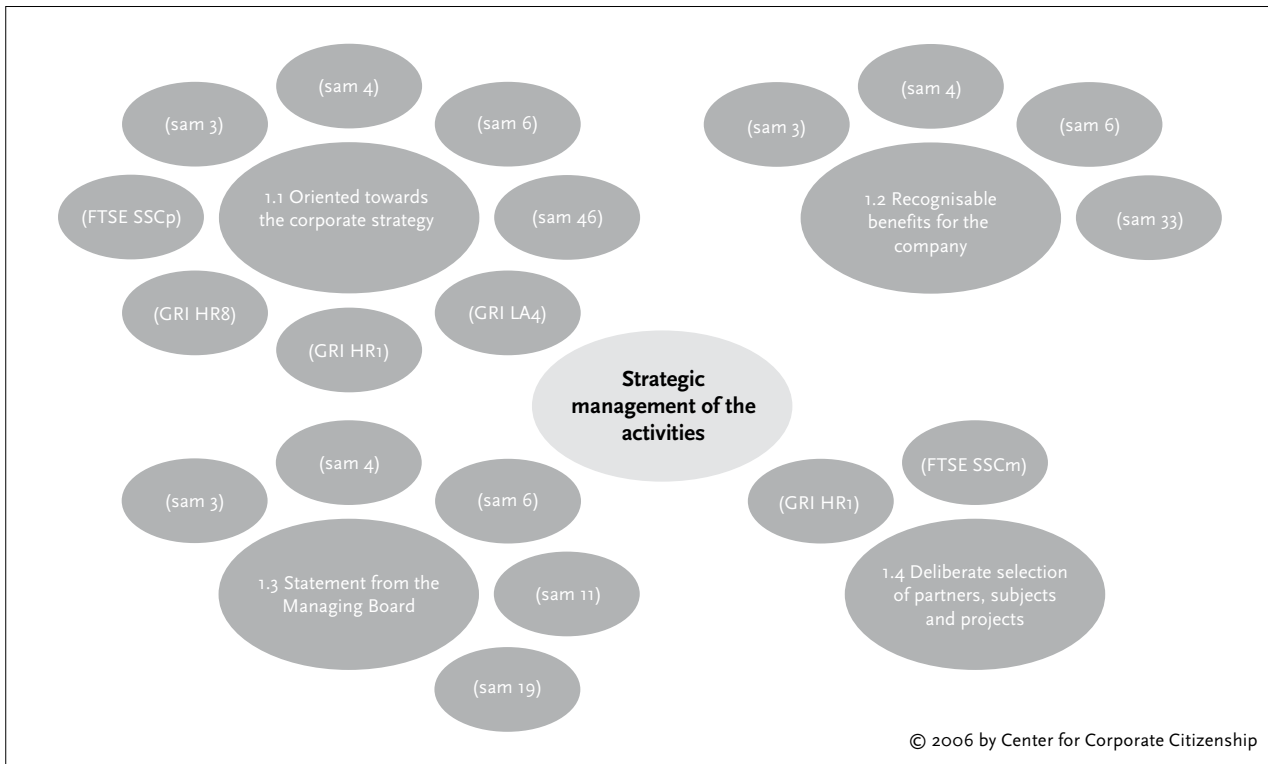 (sam 4)
(sam 3)
(sam 6)
(FTSE SSCp)
1.1 Oriented towards
the corporate strategy
(sam 46)
(GRI HR8)
(GRI LA4)
(GRI HR1)
(sam 4)
(sam 3)
(sam 6)
1.2 Recognisable
benefits for the
company
(sam 33)
Strategic
management of the
activities
(sam 4)
(sam 3)
(sam 6)
1.3 Statement from the
Managing Board
(sam 11)
(sam 19)
(FTSE SSCm)
(GRI HR1)
1.4 Deliberate selection
of partners, subjects
and projects
© 2006 by Center for Corporate Citizenship